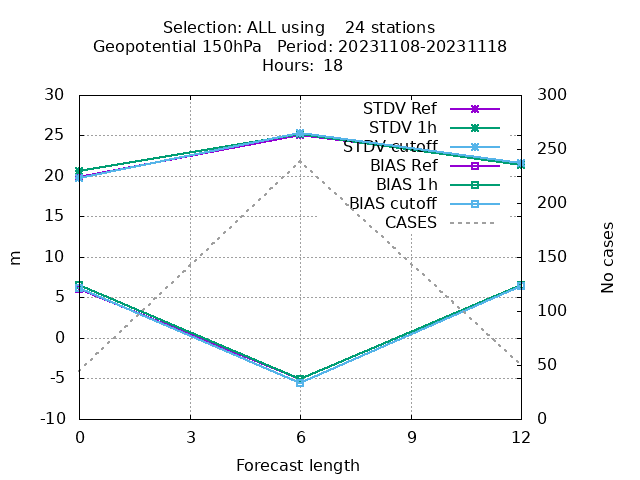 Selection: ALL using    24 stations
Geopotential 150hPa   Period: 20231108-20231118
Hours: 18
30
25
20
15
10
5
0
-5
-10
m
300
250
200
150
100
50
0
No cases
STDV Ref
STDV 1h
STDV cutoff
BIAS Ref
BIAS 1h
BIAS cutoff
CASES
0 3 6 9 12
Forecast length